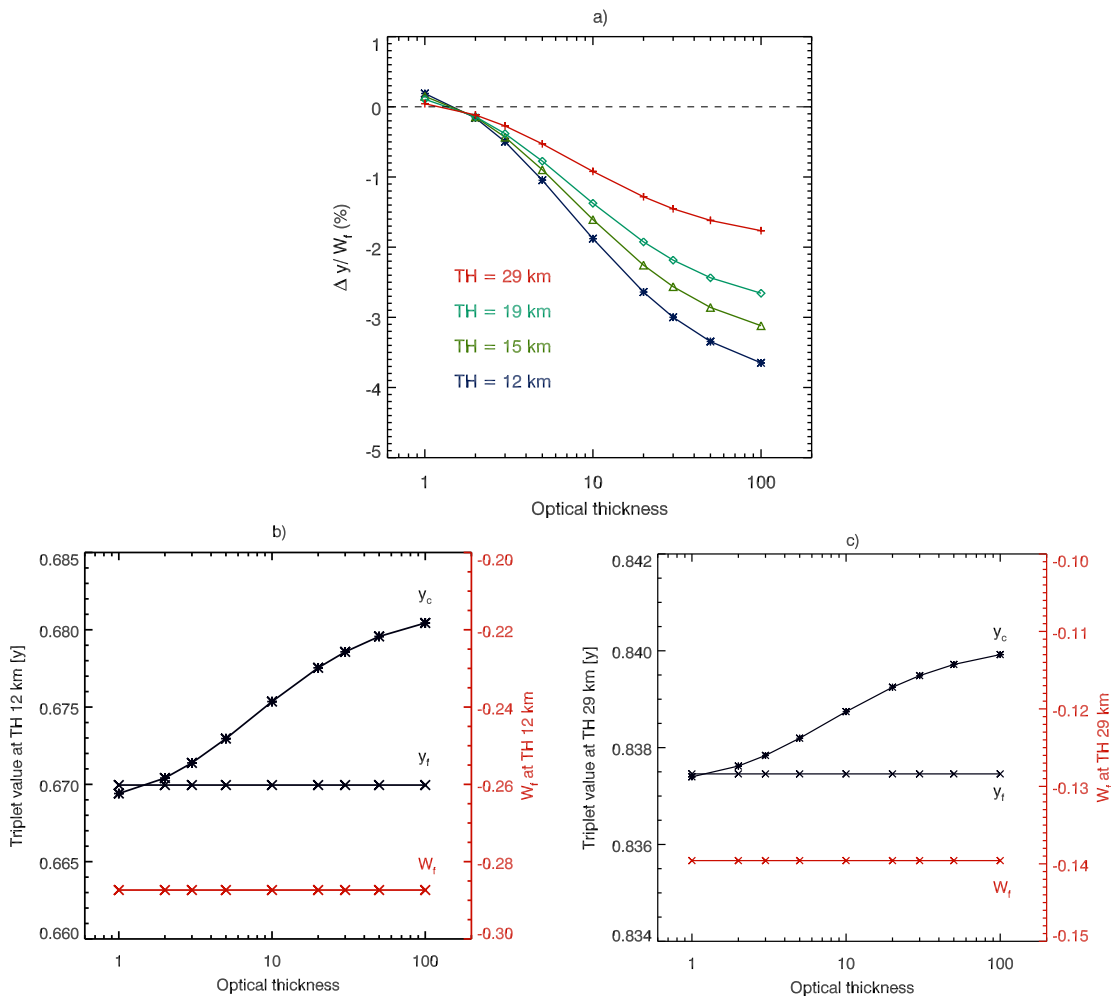 a)
1
0
-1
-2
-3
-4
-5
Δ y/ W_f (%)
TH = 29 km
TH = 19 km
TH = 15 km
TH = 12 km
1 10 100
Optical thickness
b)
0.685
0.680
0.675
0.670
0.665
0.660
Triplet value at TH 12 km [y]
y_c
y_f
W_f
-0.20
-0.22
-0.24
-0.26
-0.28
-0.30
W_f at TH 12 km
1 10 100
Optical thickness
c)
0.842
0.840
0.838
0.836
0.834
Triplet value at TH 29 km [y]
y_c
y_f
W_f
-0.10
-0.11
-0.12
-0.13
-0.14
-0.15
W_f at TH 29 km
1 10 100
Optical thickness